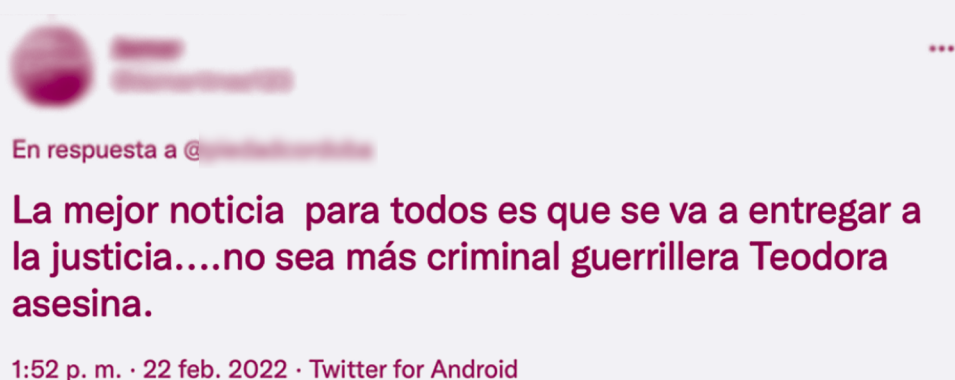 En respuesta a @
La mejor noticia  para todos es que se va a entregar a
la justicia....no sea más criminal guerrillera Teodora
asesina.
1:52 p. m. · 22 feb. 2022 · Twitter for Android